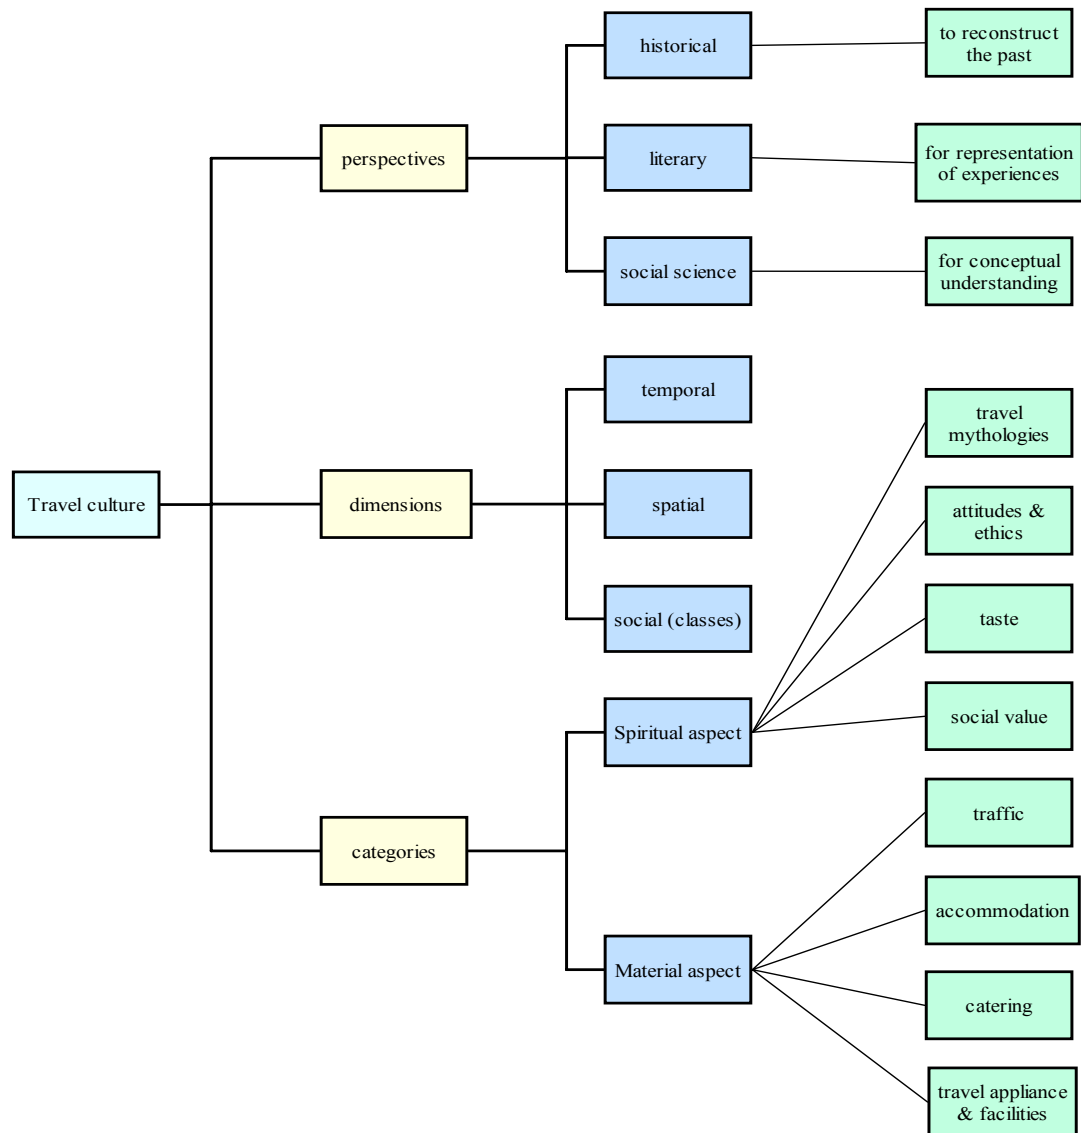 Travel culture
perspectives
historical
to reconstruct
the past
literary
for representation
of experiences
social science
for conceptual
understanding
dimensions
temporal
spatial
social (classes)
categories
Spiritual aspect
travel
mythologies
attitudes &
ethics
taste
social value
Material aspect
traffic
accommodation
catering
travel appliance
& facilities